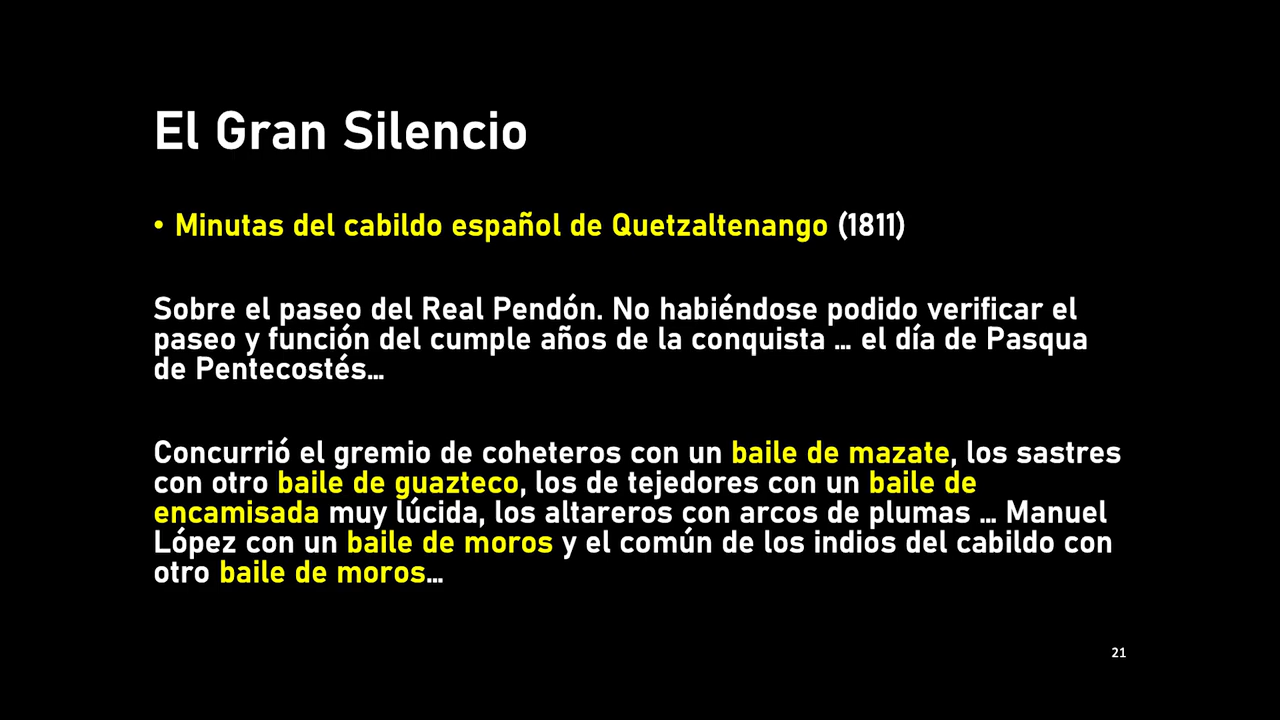 El Gran Silencio
• Minutas del cabildo español de Quetzaltenango (1811)
Sobre el paseo del Real Pendón. No habiéndose podido verificar el
paseo y función del cumple años de la conquista … el día de Pasqua
de Pentecostés…
Concurrió el gremio de coheteros con un baile de mazate, los sastres
con otro baile de guazteco, los de tejedores con un baile de
encamisada muy lúcida, los altareros con arcos de plumas … Manuel
López con un baile de moros y el común de los indios del cabildo con
otro baile de moros…
21